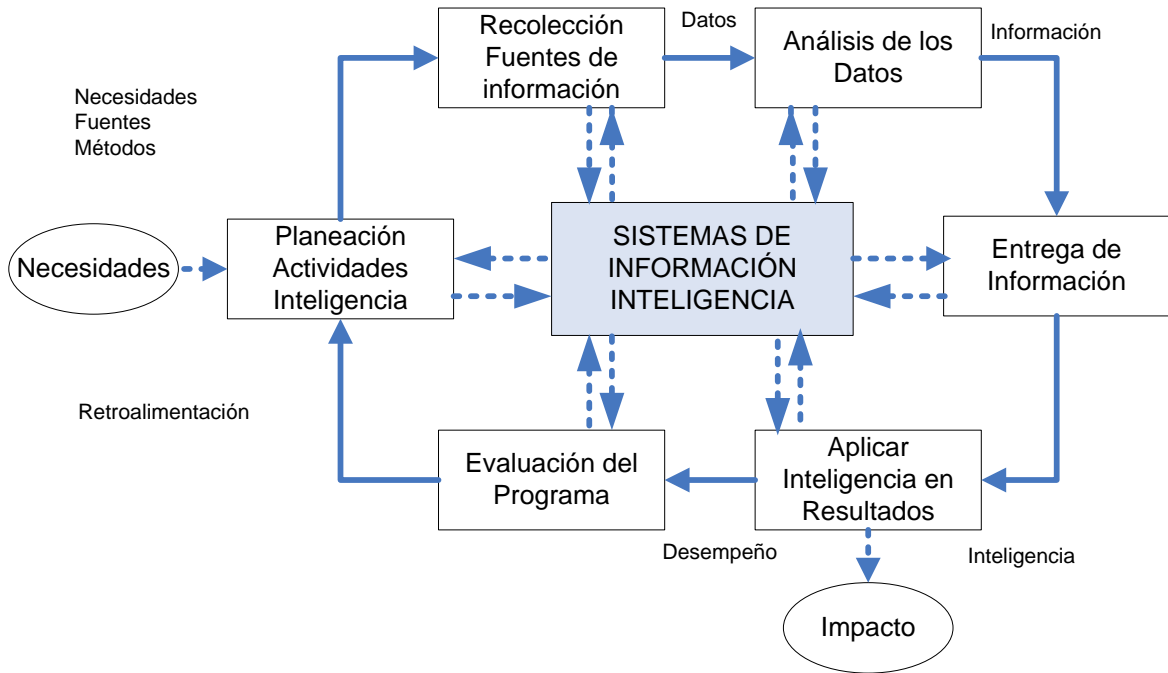 Recolección
Fuentes de
información
Datos
Análisis de los
Datos
Información
Necesidades
Fuentes
Métodos
Necesidades
Planeación
Actividades
Inteligencia
SISTEMAS DE
INFORMACIÓN
INTELIGENCIA
Entrega de
Información
Retroalimentación
Evaluación del
Programa
Aplicar
Inteligencia en
Resultados
Desempeño
Inteligencia
Impacto